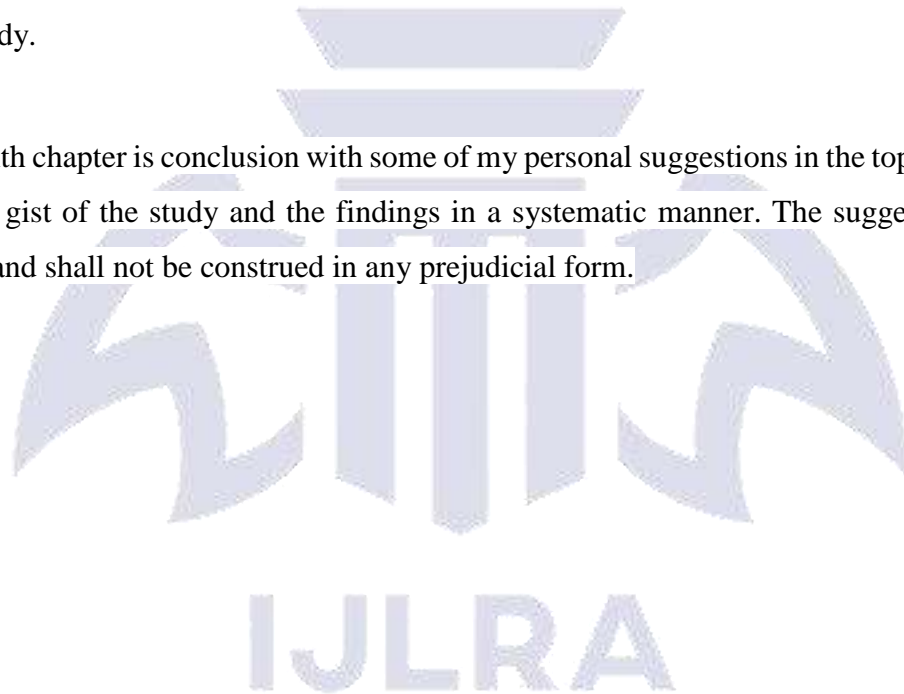 dy.
th chapter is conclusion with some of my personal suggestions in the top
gist of the study and the findings in a systematic manner. The sugge
and shall not be construed in any prejudicial form.
IJLRA